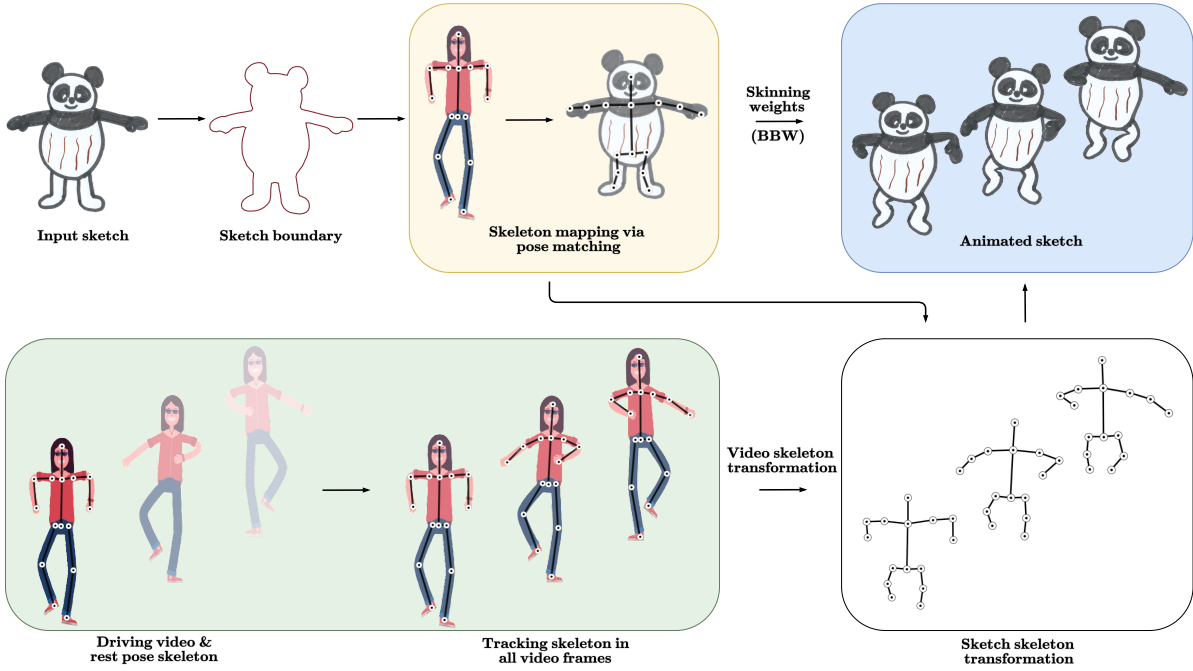 Input sketch
Sketch boundary
Skeleton mapping via
pose matching
Skinning
weights
(BBW)
Animated sketch
Driving video &
rest pose skeleton
Tracking skeleton in
all video frames
Video skeleton
transformation
Sketch skeleton
transformation